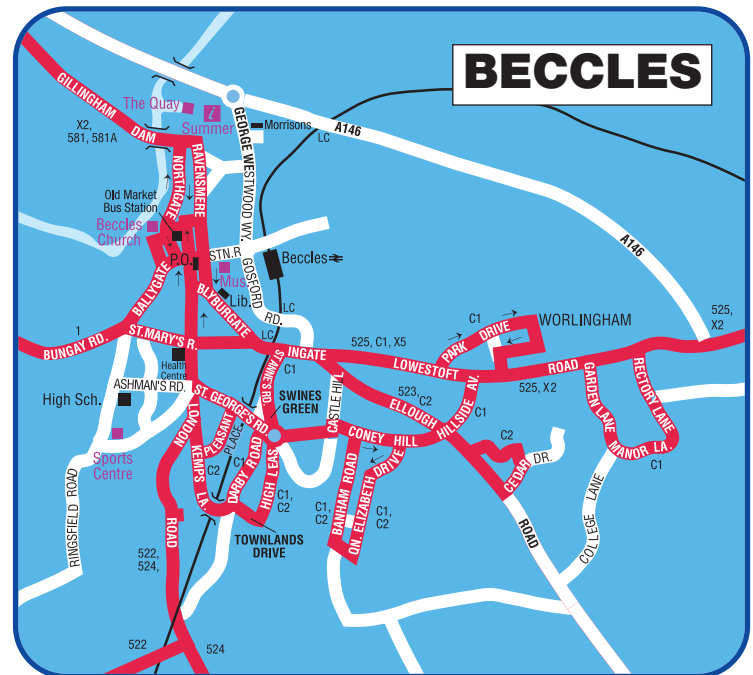 BECCLES
GILLINGHAM
DAM
X2,
581, 581A
The Quay
i
Summer
Morrisons
LC
A146
GEORGE WESTWOOD WY.
NORTHGATE
RAVENSMERE
Old Market
Bus Station
Beccles
Church
P.O.
STN.R
Mus.
Lib.
Beccles
GOSFORD
RD.
LC
A146
BALLYGATE
BLYBURGATE
LC
1
BUNGAY RD.
ST.MARY'S R.
INGATE
525, C1, X5
C1
PARK DRIVE
WORLINGHAM
525,
X2
LOWESTOFT
ROAD
525, X2
Health
Centre
ASHMAN'S RD.
High Sch.
Sports
Centre
ST. ANNE'S RD.
C1
SWINES
GREEN
ST. GEORGE'S RD
CASTLE HILL
523,
C2
ELLOUGH
HILLSIDE AV.
C1
GARDEN LANE
RECTORY LANE
MANOR LA.
C1
LONDON
ROAD
PLEASANT
PLACE
KEMPS LA.
C2
C1
DARBY ROAD
HIGH LEAS
C1,
C2
TOWNLANDS
DRIVE
CONEY HILL
BANHAM ROAD
C1,
C2
QN. ELIZABETH DRIVE
C1,
C2
C2
CEDAR
DR.
ROAD
COLLEGE LANE
RINGSFIELD ROAD
522,
524,
522
524